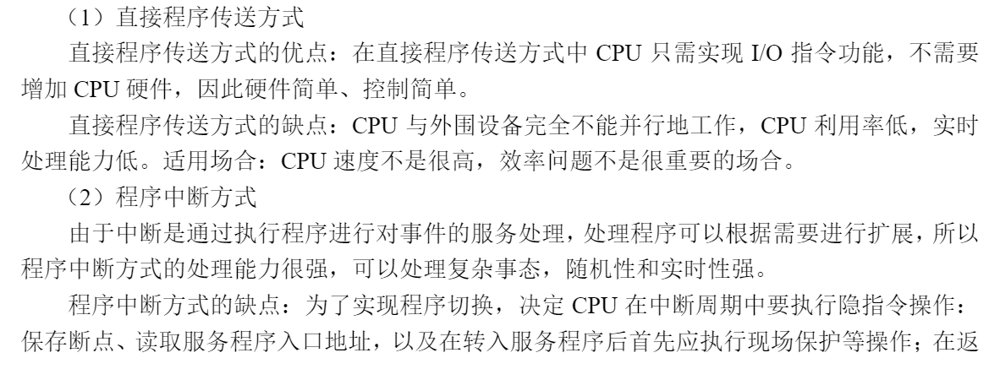 （1）直接程序传送方式
直接程序传送方式的优点：在直接程序传送方式中 CPU 只需实现 I/O 指令功能，不需要
增加 CPU 硬件，因此硬件简单、控制简单。
直接程序传送方式的缺点：CPU 与外围设备完全不能并行地工作，CPU 利用率低，实时
处理能力低。适用场合：CPU 速度不是很高，效率问题不是很重要的场合。
（2）程序中断方式
由于中断是通过执行程序进行对事件的服务处理，处理程序可以根据需要进行扩展，所以
程序中断方式的处理能力很强，可以处理复杂事态，随机性和实时性强。
程序中断方式的缺点：为了实现程序切换，决定 CPU 在中断周期中要执行隐指令操作：
保存断点、读取服务程序入口地址，以及在转入服务程序后首先应执行现场保护等操作；在返